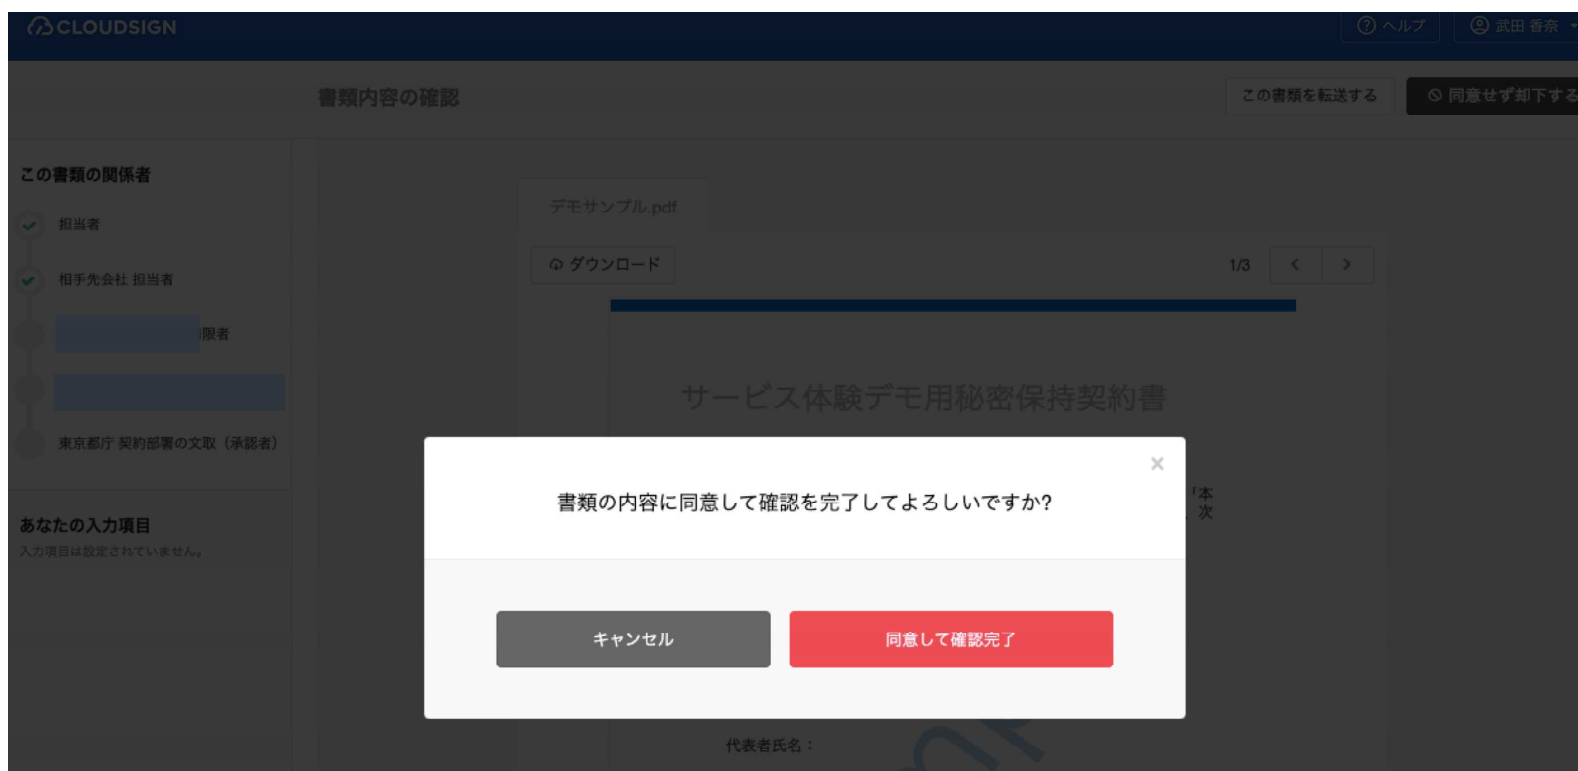 CLOUDSIGN
ヘルプ
武田 香奈
書類内容の確認
この書類を転送する
同意せず却下する
この書類の関係者
担当者
相手先会社 担当者
限者
東京都庁 契約部署の文取（承認者）
あなたの入力項目
入力項目は設定されていません。
デモサンプル.pdf
ダウンロード
1/3
サービス体験デモ用秘密保持契約書
「本
、次
×
書類の内容に同意して確認を完了してよろしいですか?
キャンセル
同意して確認完了
代表者氏名：